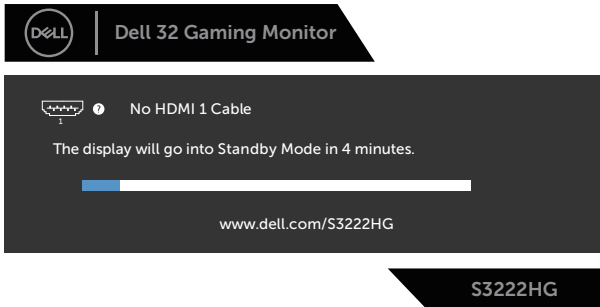 DELL
Dell 32 Gaming Monitor
1
?
No HDMI 1 Cable
The display will go into Standby Mode in 4 minutes.
www.dell.com/S3222HG
S3222HG